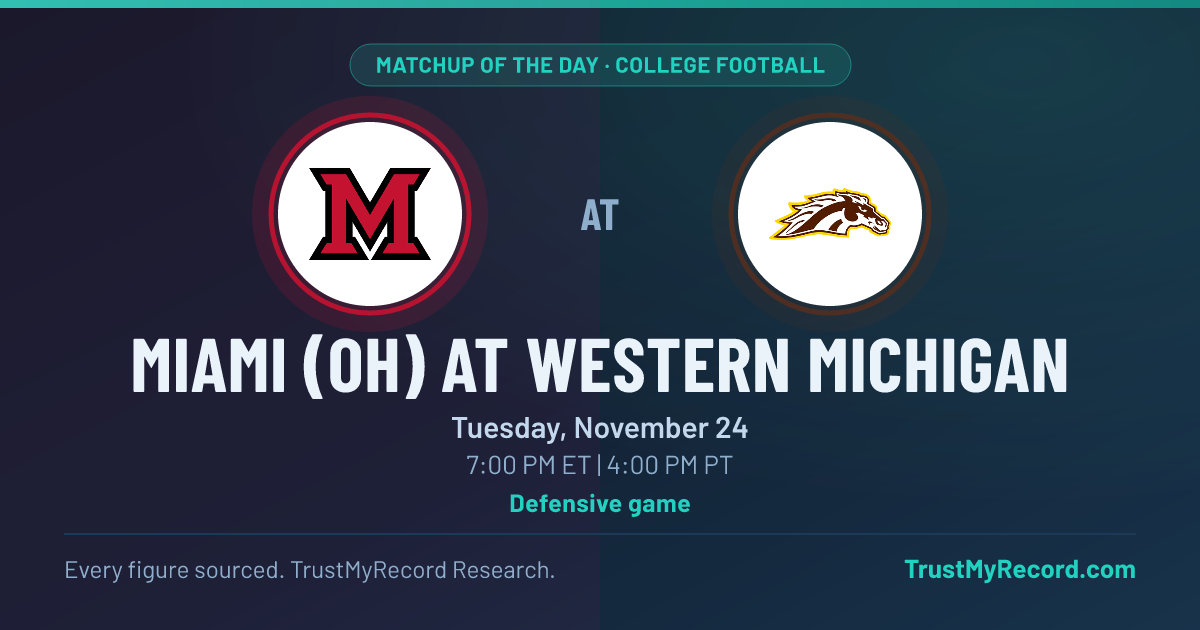 MATCHUP OF THE DAY · COLLEGE FOOTBALL
M
AT
MIAMI (OH) AT WESTERN MICHIGAN
Tuesday, November 24
7:00 PM ET | 4:00 PM PT
Defensive game
Every figure sourced. TrustMyRecord Research.
TrustMyRecord.com